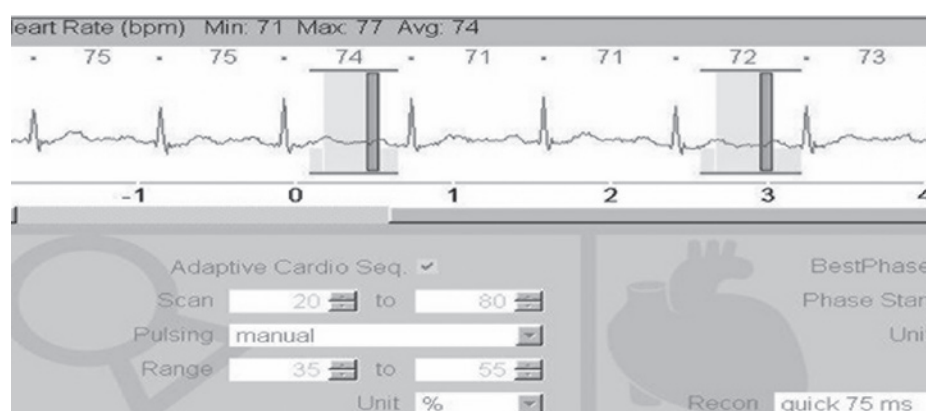 eart Rate (bpm) Min: 71 Max: 77 Avg: 74
75 75 74 71 71 72 73
-1 0 1 2 3 4
Adaptive Cardio Seq.
BestPhase
Scan 20 to 80
Phase Star
Pulsing manual
Uni
Range 35 to 55
Unit %
Recon quick 75 ms